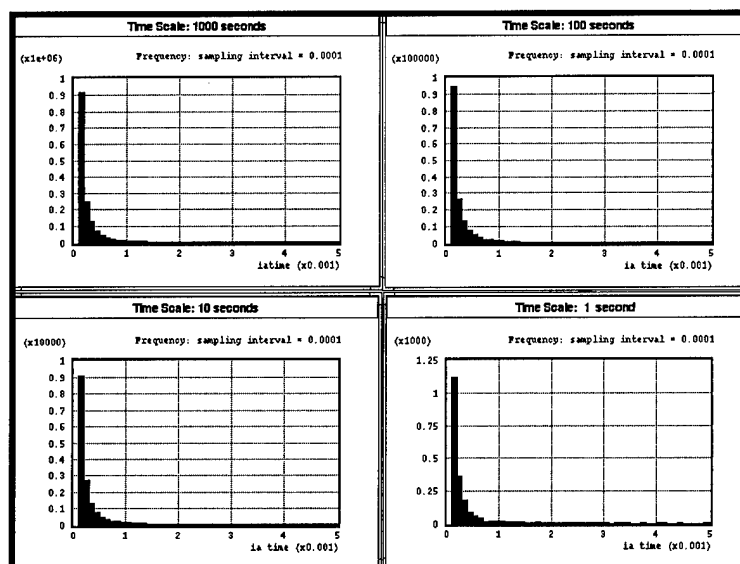 Time Scale: 1000 seconds
(x1e+06) Frequency: sampling interval = 0.0001
1
0.9
0.8
0.7
0.6
0.5
0.4
0.3
0.2
0.1
0
0 1 2 3 4 5
iatime (x0.001)
Time Scale: 100 seconds
(x100000) Frequency: sampling interval = 0.0001
1
0.9
0.8
0.7
0.6
0.5
0.4
0.3
0.2
0.1
0
0 1 2 3 4 5
ia time (x0.001)
Time Scale: 10 seconds
(x10000) Frequency: sampling interval = 0.0001
1
0.9
0.8
0.7
0.6
0.5
0.4
0.3
0.2
0.1
0
0 1 2 3 4 5
ia time (x0.001)
Time Scale: 1 second
(x1000) Frequency: sampling interval = 0.0001
1.25
1
0.75
0.5
0.25
0
0 1 2 3 4 5
ia time (x0.001)